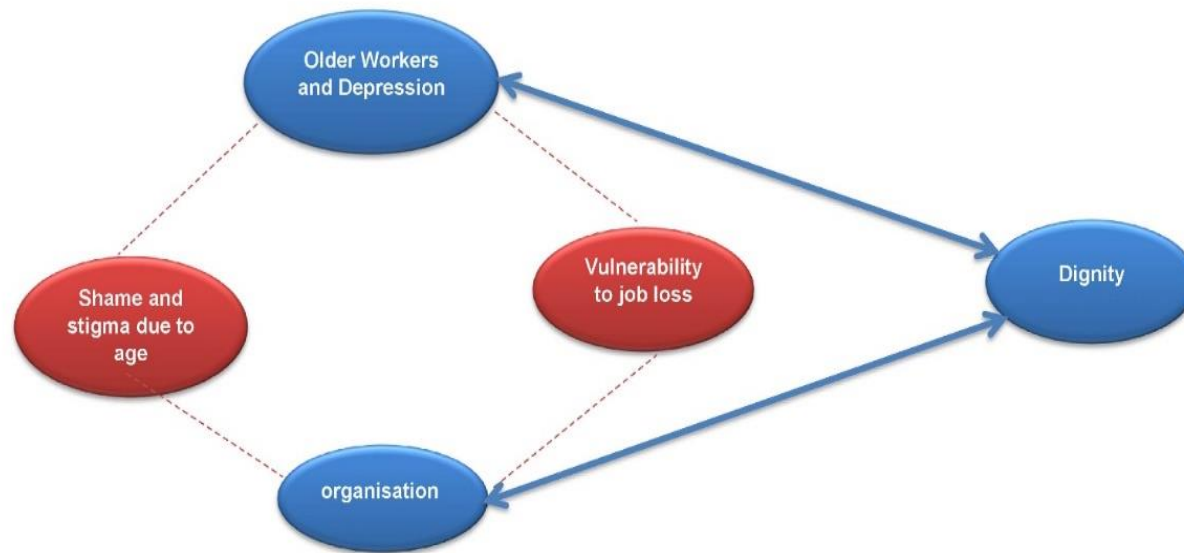 Older Workers
and Depression
Vulnerability
to job loss
Dignity
Shame and
stigma due to
age
organisation